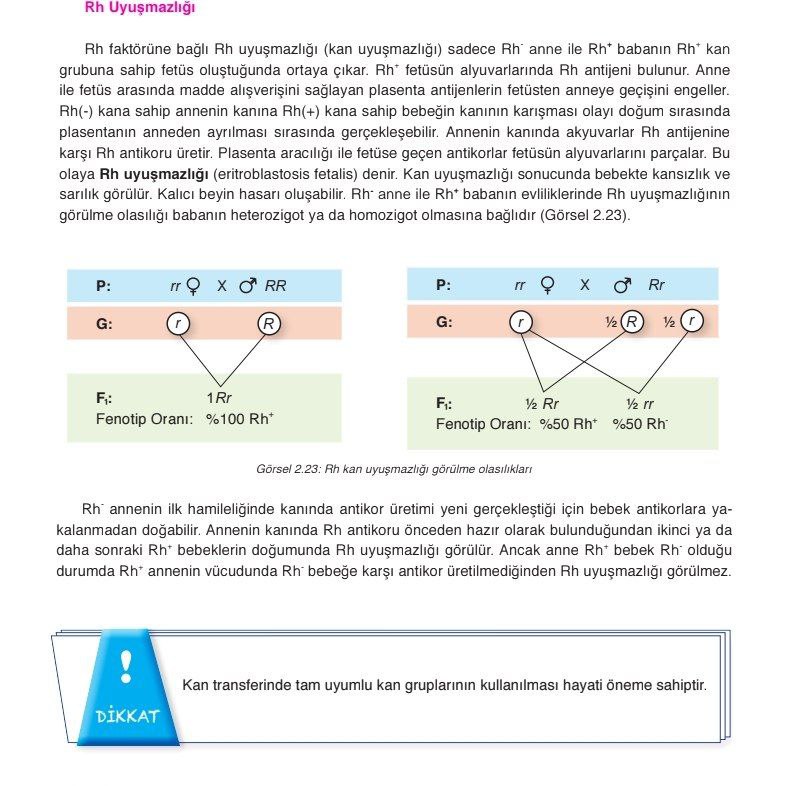 Rh Uyuşmazlığı
Rh faktörüne bağlı Rh uyuşmazlığı (kan uyuşmazlığı) sadece Rh⁻ anne ile Rh⁺ babanın Rh⁺ kan
grubuna sahip fetüs oluştuğunda ortaya çıkar. Rh⁺ fetüsün alyuvarlarında Rh antijeni bulunur. Anne
ile fetüs arasında madde alışverişini sağlayan plasenta antijenlerin fetüsten anneye geçişini engeller.
Rh(-) kana sahip annenin kanına Rh(+) kana sahip bebeğin kanının karışması olayı doğum sırasında
plasentanın anneden ayrılması sırasında gerçekleşebilir. Annenin kanında akyuvarlar Rh antijenine
karşı Rh antikoru üretir. Plasenta aracılığı ile fetüse geçen antikorlar fetüsün alyuvarlarını parçalar. Bu
olaya Rh uyuşmazlığı (eritroblastosis fetalis) denir. Kan uyuşmazlığı sonucunda bebekte kansızlık ve
sarılık görülür. Kalıcı beyin hasarı oluşabilir. Rh⁻ anne ile Rh⁺ babanın evliliklerinde Rh uyuşmazlığının
görülme olasılığı babanın heterozigot ya da homozigot olmasına bağlıdır (Görsel 2.23).
P: rr ♀ X ♂ RR
G: r R
F₁: 1Rr
Fenotip Oranı: %100 Rh⁺
P: rr ♀ X ♂ Rr
G: r ½ R ½ r
F₁: ½ Rr ½ rr
Fenotip Oranı: %50 Rh⁺ %50 Rh⁻
Görsel 2.23: Rh kan uyuşmazlığı görülme olasılıkları
Rh⁻ annenin ilk hamileliğinde kanında antikor üretimi yeni gerçekleştiği için bebek antikorlara ya-
kalanmadan doğabilir. Annenin kanında Rh antikoru önceden hazır olarak bulunduğundan ikinci ya da
daha sonraki Rh⁺ bebeklerin doğumunda Rh uyuşmazlığı görülür. Ancak anne Rh⁺ bebek Rh⁻ olduğu
durumda Rh⁺ annenin vücudunda Rh⁻ bebeğe karşı antikor üretilmediğinden Rh uyuşmazlığı görülmez.
!
DİKKAT
Kan transferinde tam uyumlu kan gruplarının kullanılması hayati öneme sahiptir.